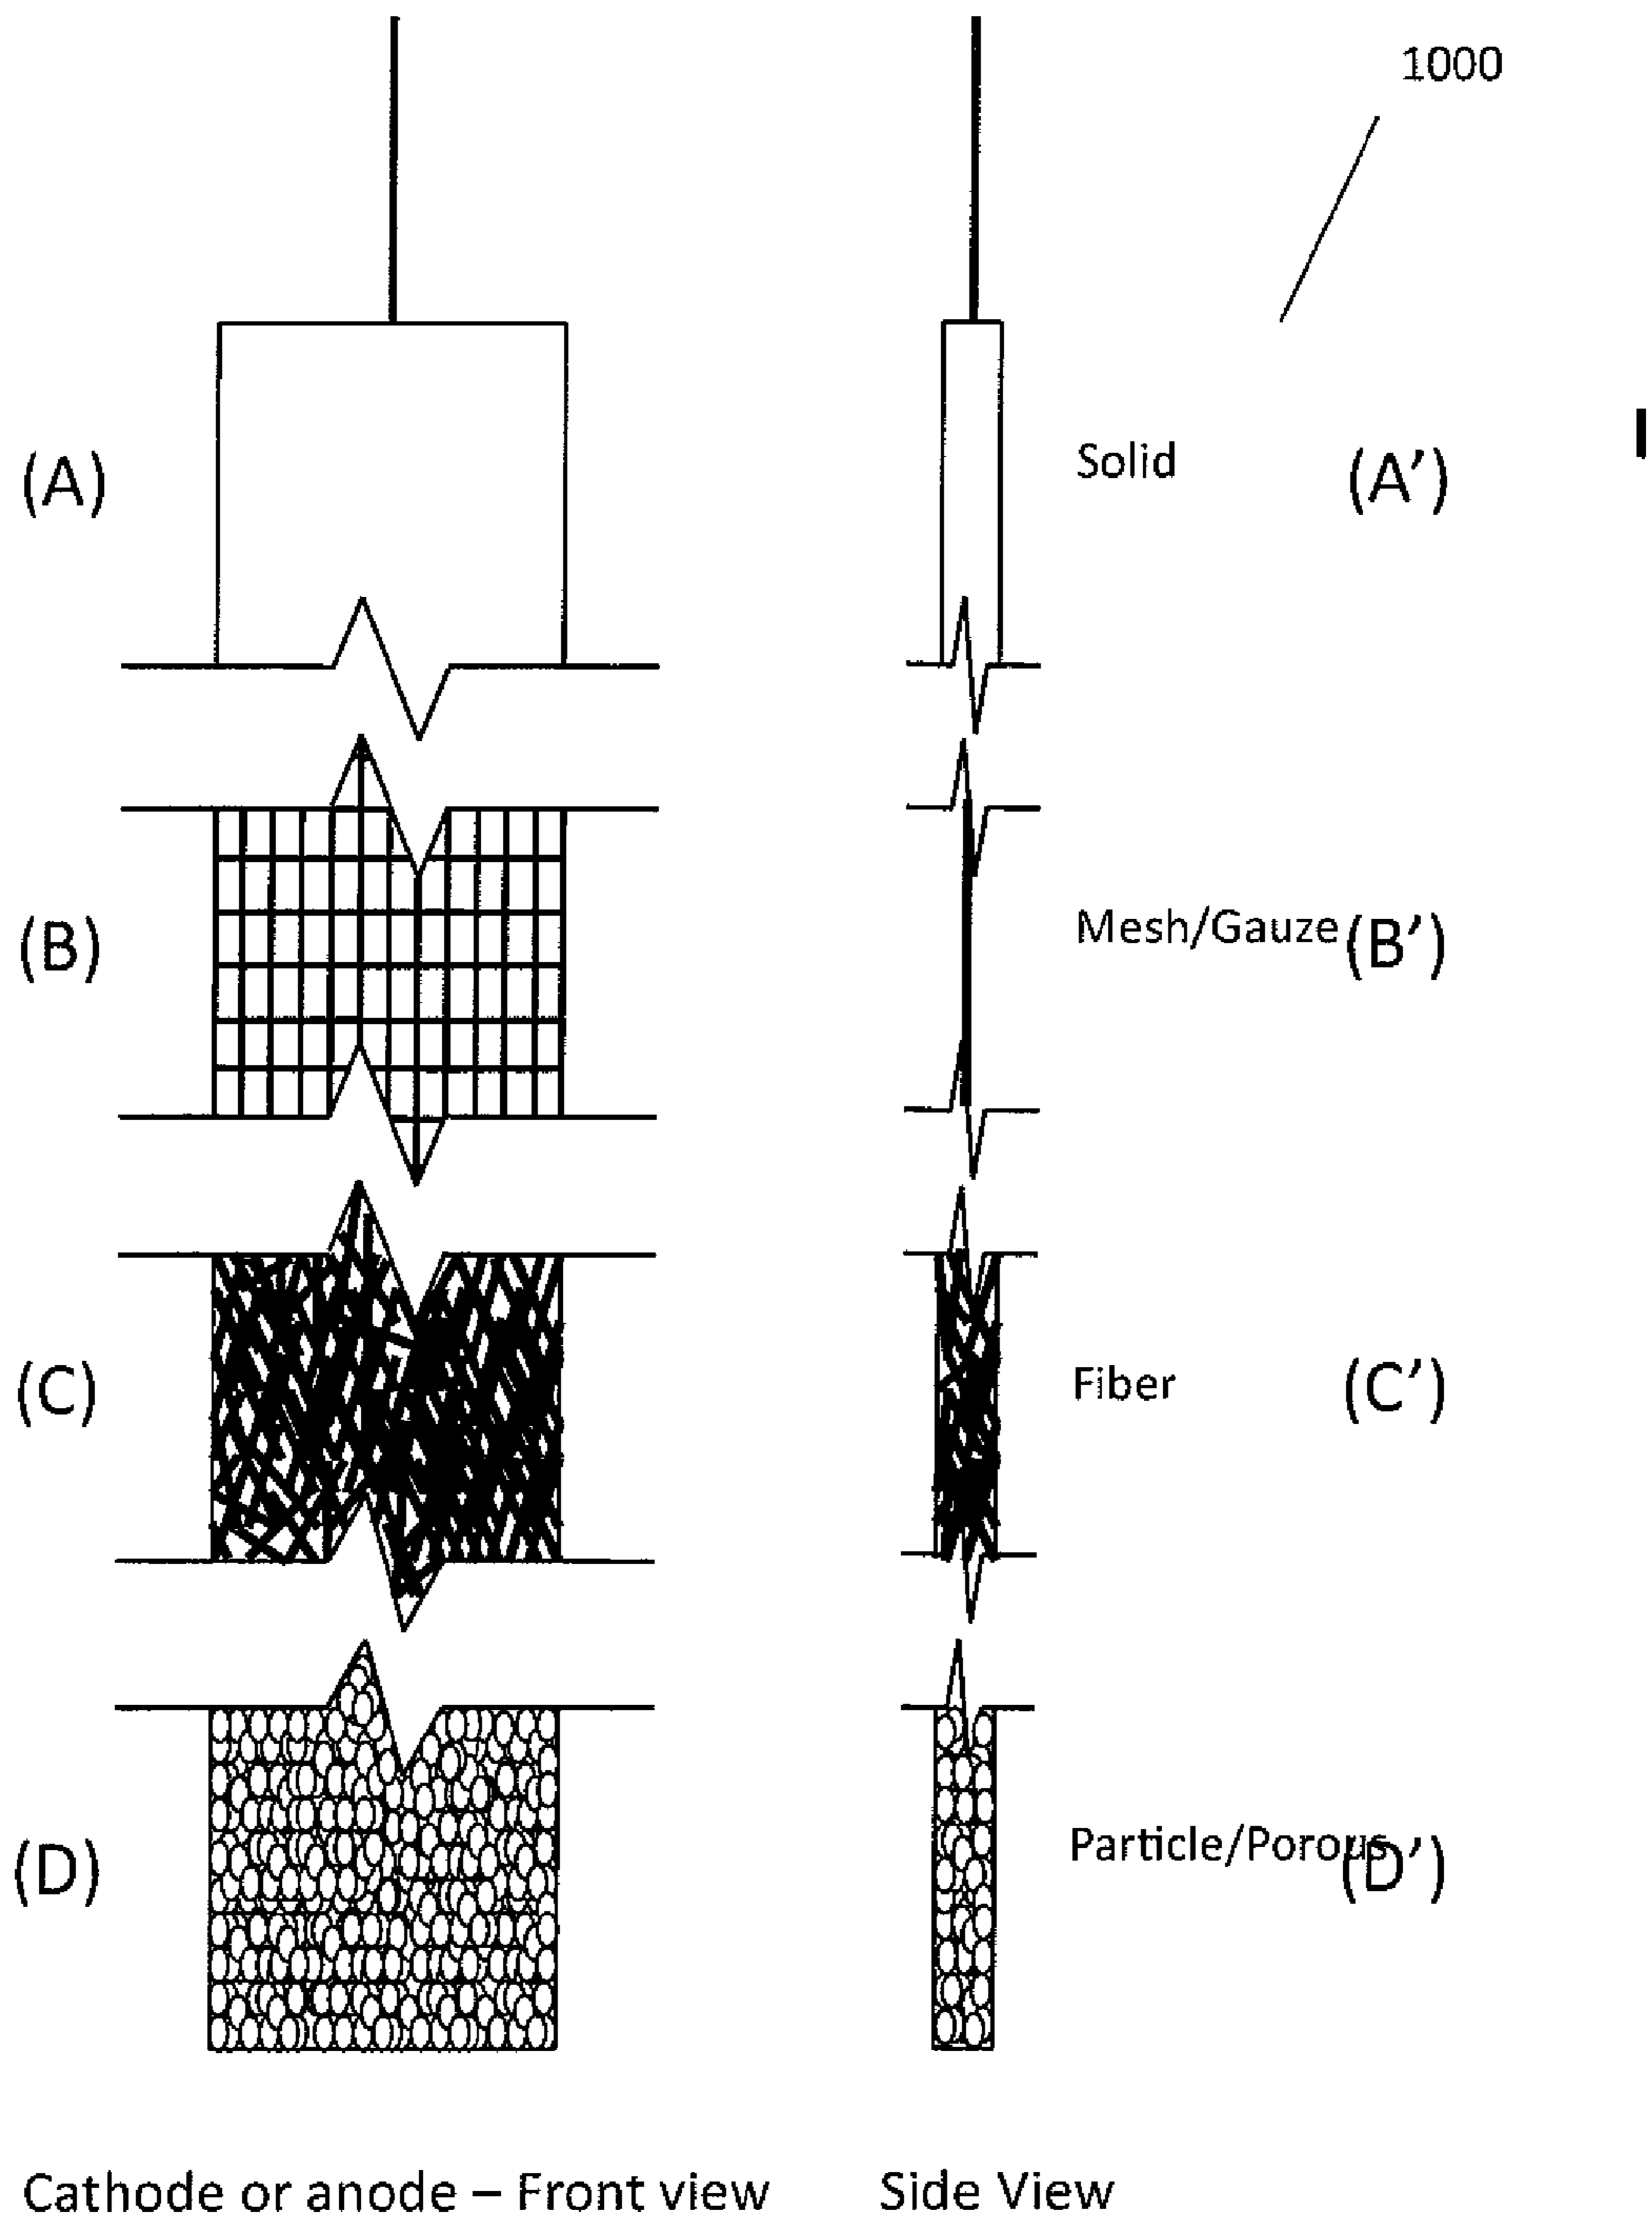 1000
(A) Solid (A’)
(B) Mesh/Gauze (B’)
(C) Fiber (C’)
(D) Particle/Porous (D’)
Cathode or anode – Front view Side View